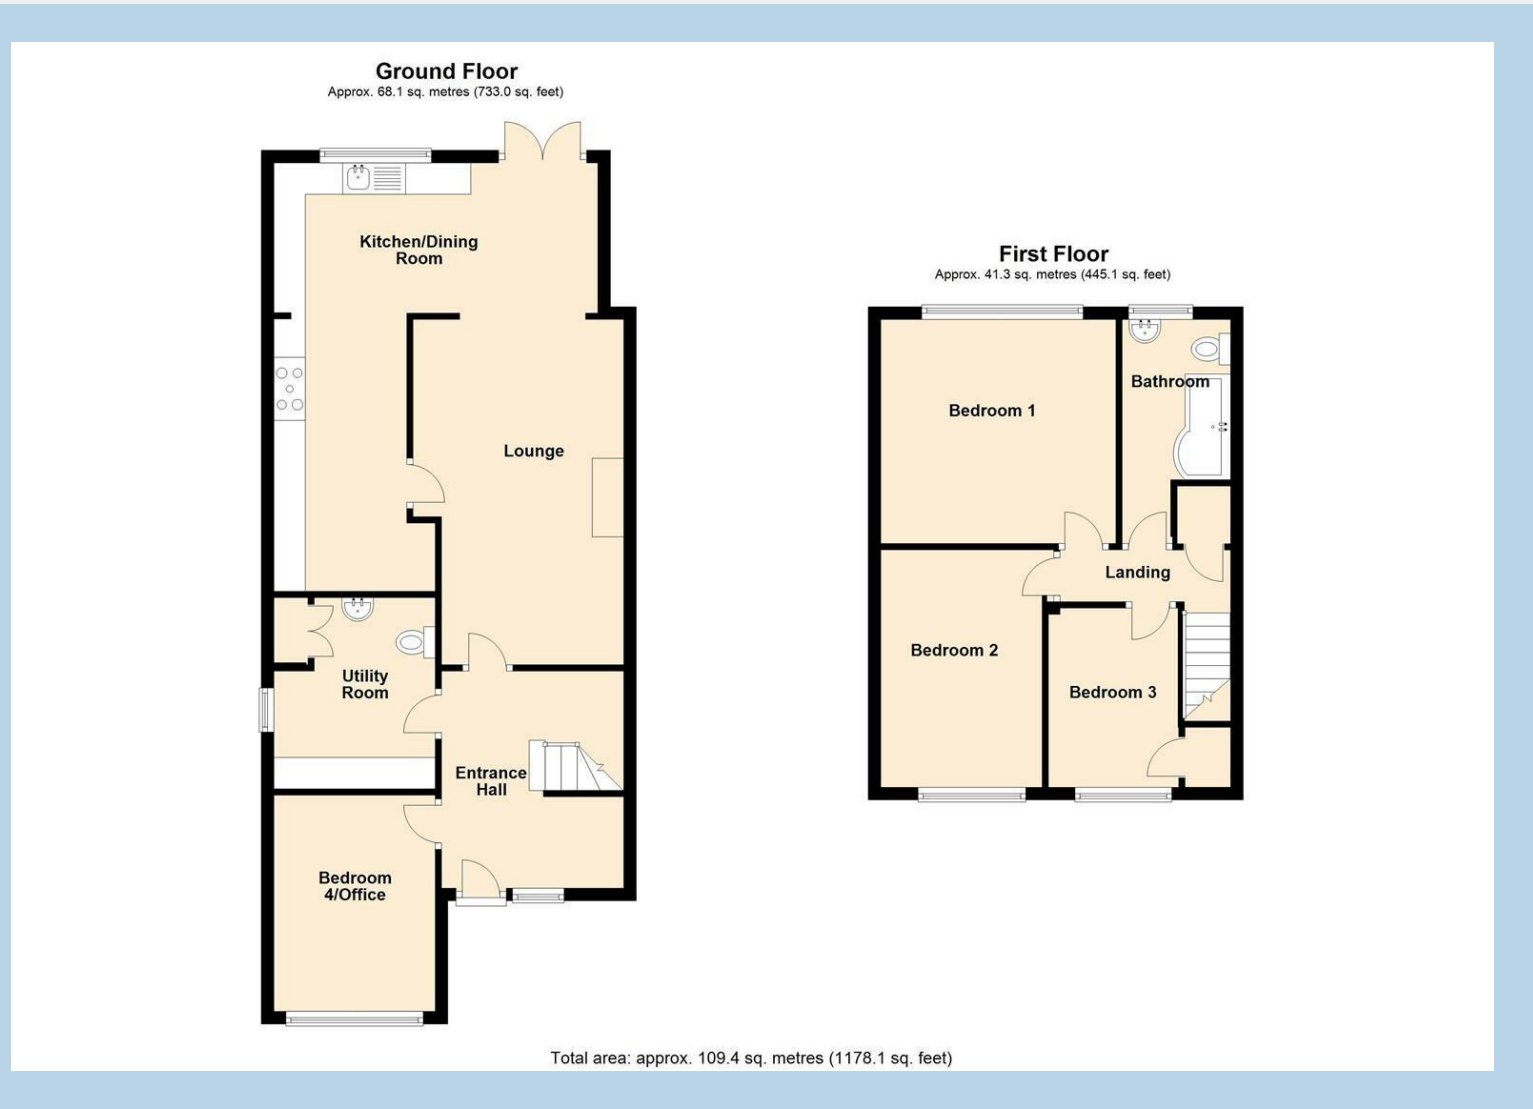 Ground Floor
Approx. 68.1 sq. metres (733.0 sq. feet)
Kitchen/Dining
Room
Lounge
Utility
Room
Entrance
Hall
Bedroom
4/Office
First Floor
Approx. 41.3 sq. metres (445.1 sq. feet)
Bathroom
Bedroom 1
Landing
Bedroom 2
Bedroom 3
Total area: approx. 109.4 sq. metres (1178.1 sq. feet)